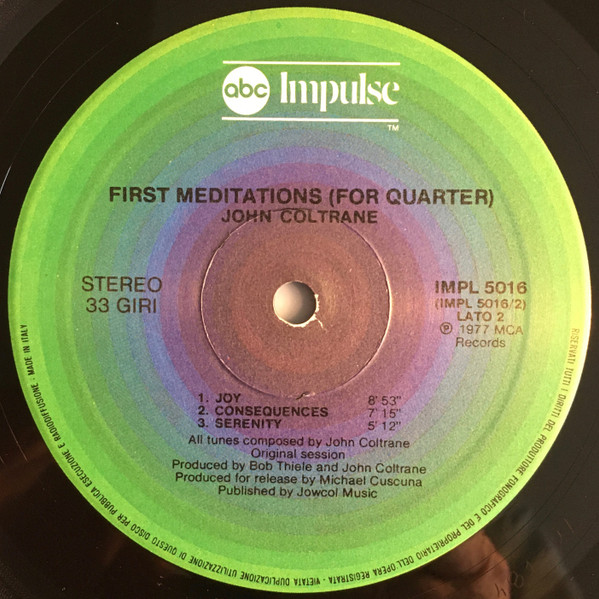 abc Impulse
TM
FIRST MEDITATIONS (FOR QUARTER)
JOHN COLTRANE
STEREO
33 GIRI
IMPL 5016
(IMPL 5016/2)
LATO 2
℗ 1977 MCA
Records
1. JOY 8' 53"
2. CONSEQUENCES 7' 15"
3. SERENITY 5' 12"
All tunes composed by John Coltrane
Original session
Produced by Bob Thiele and John Coltrane
Produced for release by Michael Cuscuna
Published by Jowcol Music
RISERVATI TUTTI I DIRITTI DEL PRODUTTORE FONOGRAFICO E DEL PROPRIETARIO DELL'OPERA REGISTRATA - VIETATA DUPLICAZIONE UTILIZZAZIONE DI QUESTO DISCO PER PUBBLICA ESECUZIONE E RADIODIFFUSIONE - MADE IN ITALY